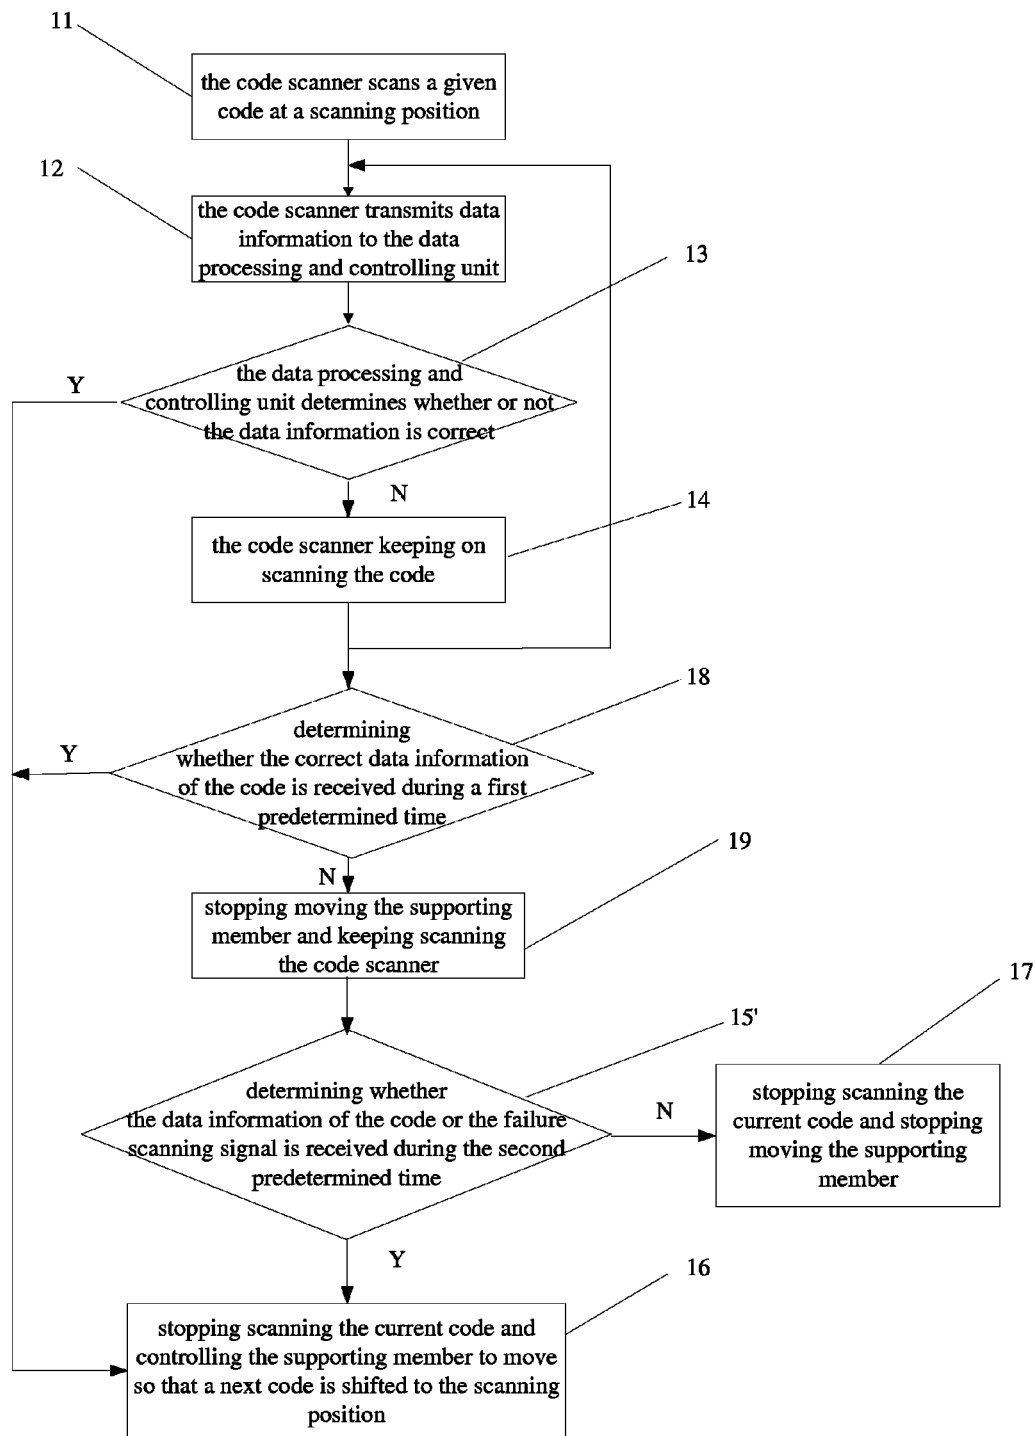 11
the code scanner scans a given
code at a scanning position
12
the code scanner transmits data
information to the data
processing and controlling unit
13
the data processing and
controlling unit determines whether or not
the data information is correct
Y
N
14
the code scanner keeping on
scanning the code
18
determining
whether the correct data information
of the code is received during a first
predetermined time
Y
N
19
stopping moving the supporting
member and keeping scanning
the code scanner
17
15'
determining whether
the data information of the code or the failure
scanning signal is received during the second
predetermined time
N
stopping scanning the
current code and stopping
moving the supporting
member
Y
16
stopping scanning the current code and
controlling the supporting member to move
so that a next code is shifted to the scanning
position